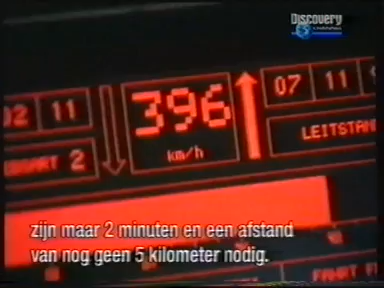 Discovery
02 11
396
km/h
07 11
LEITSTAN
2
zijn maar 2 minuten en een afstand
van nog geen 5 kilometer nodig.
FAHRT F